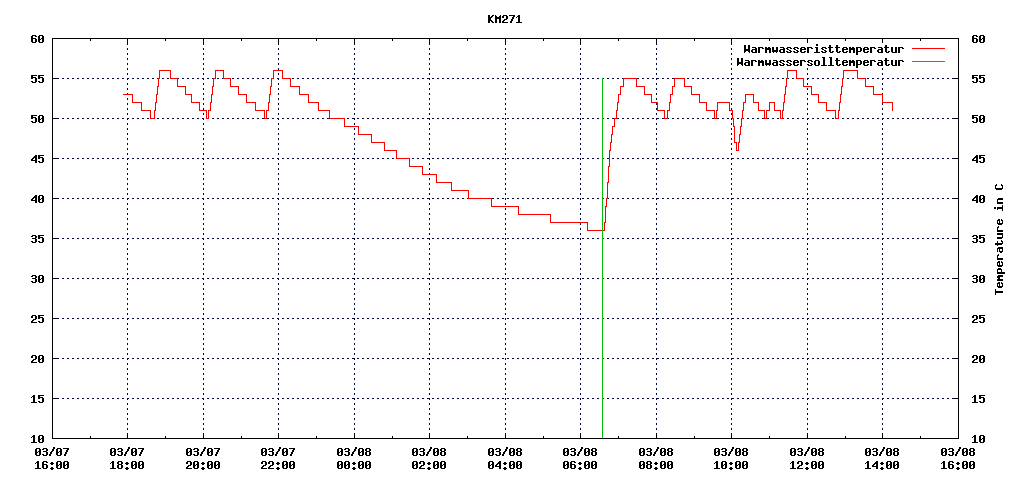 KM271
60 60
Warmwasseristtemperatur
Warmwassersolltemperatur
55 55
50 50
45 45
40 40
35 35
30 30
25 25
20 20
15 15
10 10
Temperature in C
03/07 03/07 03/07 03/07 03/08 03/08 03/08 03/08 03/08 03/08 03/08 03/08 03/08
16:00 18:00 20:00 22:00 00:00 02:00 04:00 06:00 08:00 10:00 12:00 14:00 16:00